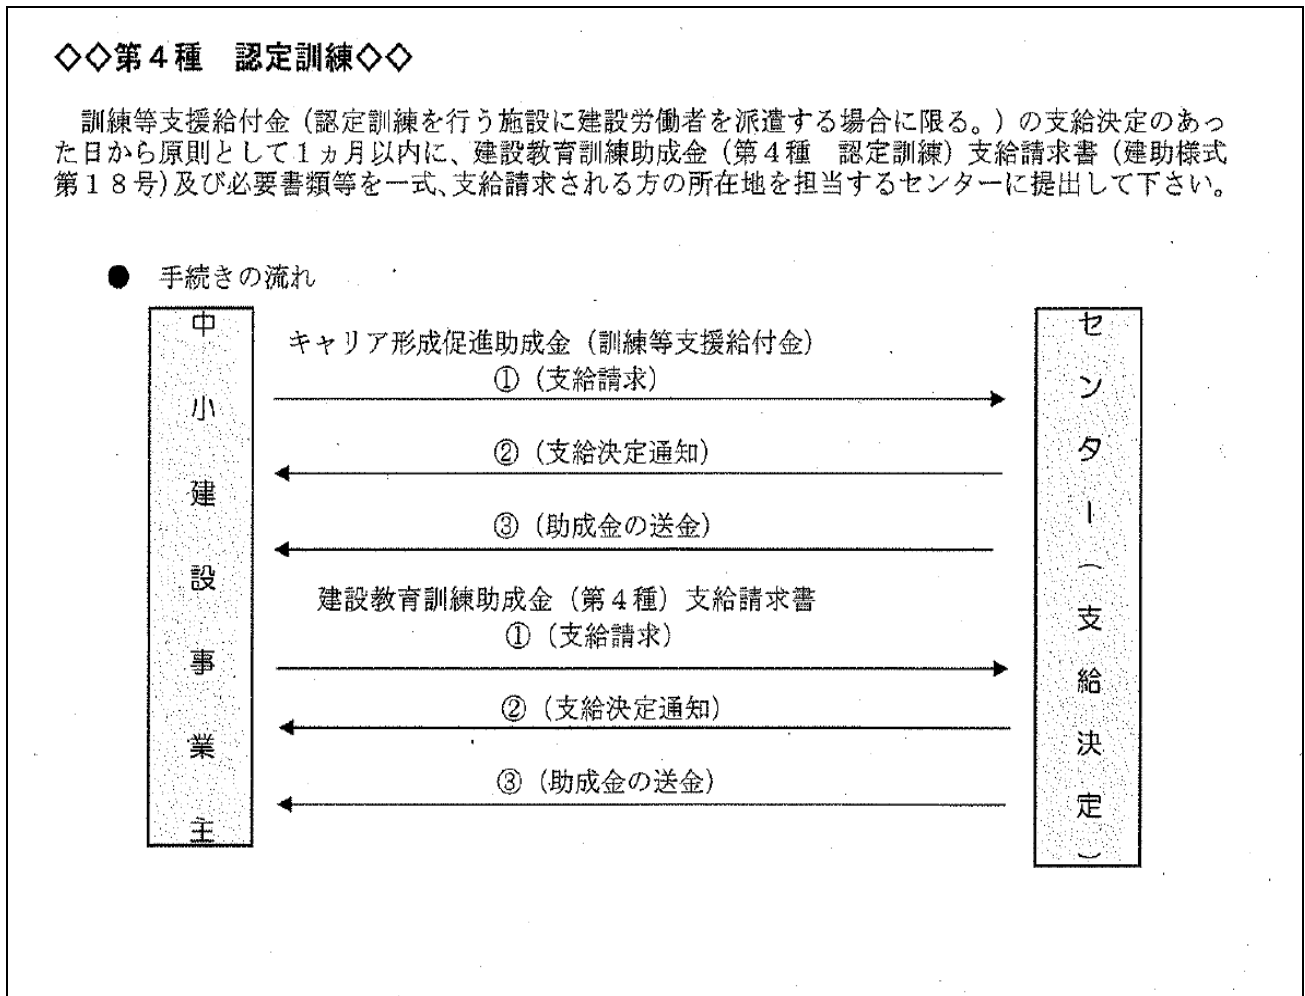 ◇◇第４種　認定訓練◇◇
訓練等支援給付金（認定訓練を行う施設に建設労働者を派遣する場合に限る。）の支給決定のあっ
た日から原則として１ヵ月以内に、建設教育訓練助成金（第４種　認定訓練）支給請求書（建助様式
第１８号）及び必要書類等を一式、支給請求される方の所在地を担当するセンターに提出して下さい。
●　手続きの流れ
中小建設事業主
キャリア形成促進助成金（訓練等支援給付金）
①（支給請求）
②（支給決定通知）
③（助成金の送金）
建設教育訓練助成金（第４種）支給請求書
①（支給請求）
②（支給決定通知）
③（助成金の送金）
センター（支給決定）